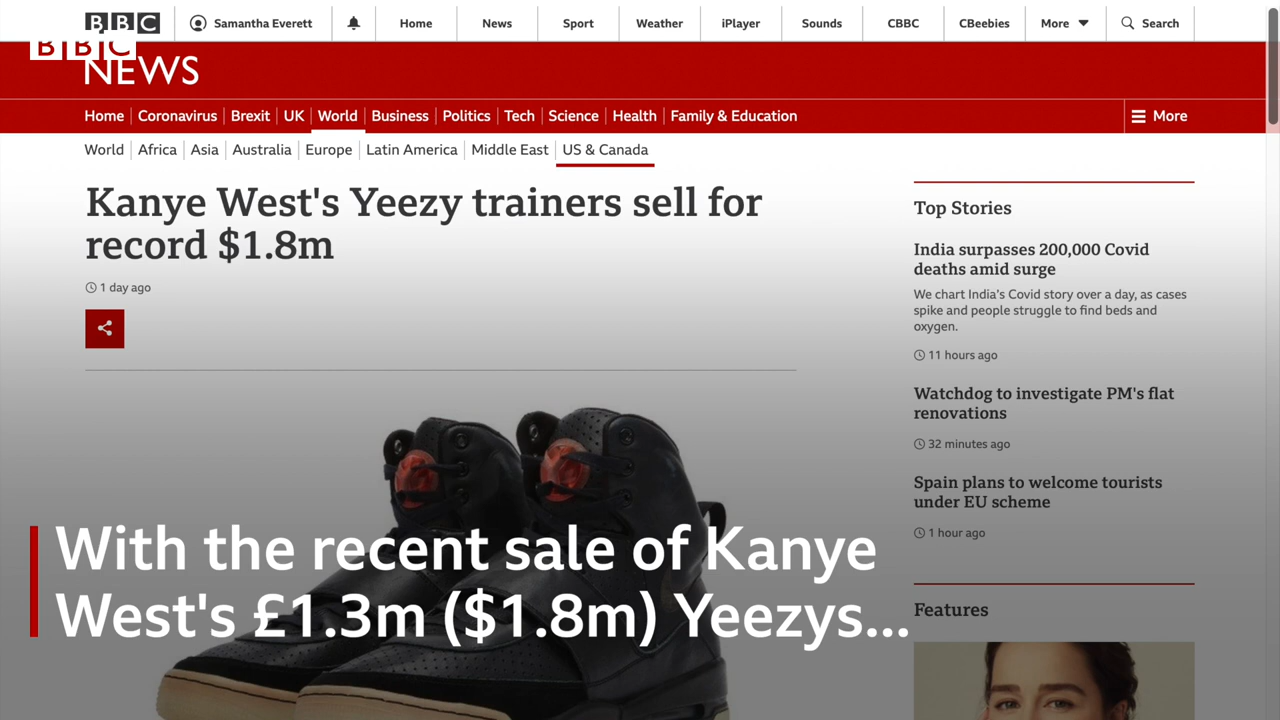 BBC
Samantha Everett
Home
News
Sport
Weather
iPlayer
Sounds
CBBC
CBeebies
More
Search
BBC
NEWS
Home
Coronavirus
Brexit
UK
World
Business
Politics
Tech
Science
Health
Family & Education
More
World
Africa
Asia
Australia
Europe
Latin America
Middle East
US & Canada
Kanye West's Yeezy trainers sell for
record $1.8m
1 day ago
With the recent sale of Kanye
West's £1.3m ($1.8m) Yeezys...
Top Stories
India surpasses 200,000 Covid
deaths amid surge
We chart India's Covid story over a day, as cases
spike and people struggle to find beds and
oxygen.
11 hours ago
Watchdog to investigate PM's flat
renovations
32 minutes ago
Spain plans to welcome tourists
under EU scheme
1 hour ago
Features